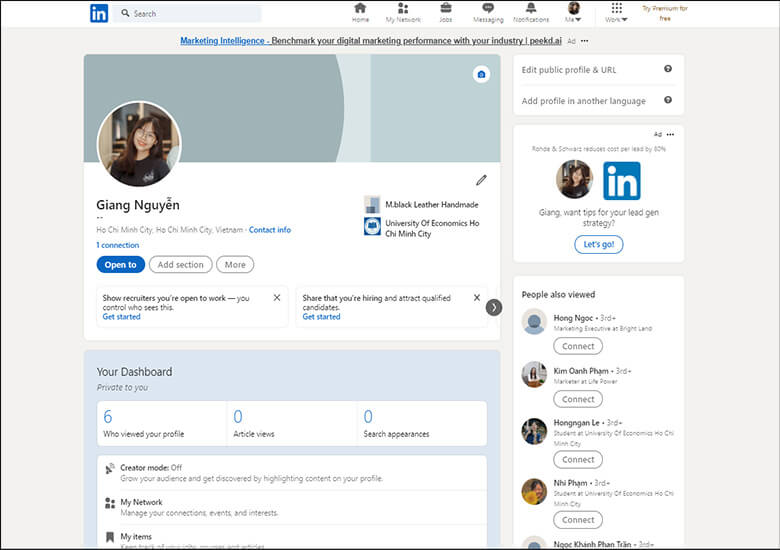 in
Search
Home
My Network
Jobs
Messaging
Notifications
Me
Work
Try Premium for
free
Marketing Intelligence - Benchmark your digital marketing performance with your industry | peekd.ai Ad •••
Giang Nguyễn
--
Ho Chi Minh City, Ho Chi Minh City, Vietnam · Contact info
1 connection
Open to
Add section
More
M.black Leather Handmade
University Of Economics Ho
Chi Minh City
Show recruiters you're open to work — you
control who sees this.
Get started
Share that you're hiring and attract qualified
candidates.
Get started
Your Dashboard
Private to you
6
Who viewed your profile
0
Article views
0
Search appearances
Creator mode: Off
Grow your audience and get discovered by highlighting content on your profile.
My Network
Manage your connections, events, and interests.
My items
Edit public profile & URL
Add profile in another language
Ad •••
Rohde & Schwarz reduces cost per lead by 80%
in
Giang, want tips for your lead gen
strategy?
Let's go!
People also viewed
Hong Ngoc • 3rd+
Marketing Executive at Bright Land
Connect
Kim Oanh Phạm • 3rd+
Marketer at Life Power
Connect
Hongngan Le • 3rd+
Student at University Of Economics Ho Chi
Minh City
Connect
Nhi Phạm • 3rd+
Student at University Of Economics Ho Chi
Minh City
Connect
Ngọc Khánh Phan Trần • 3rd+